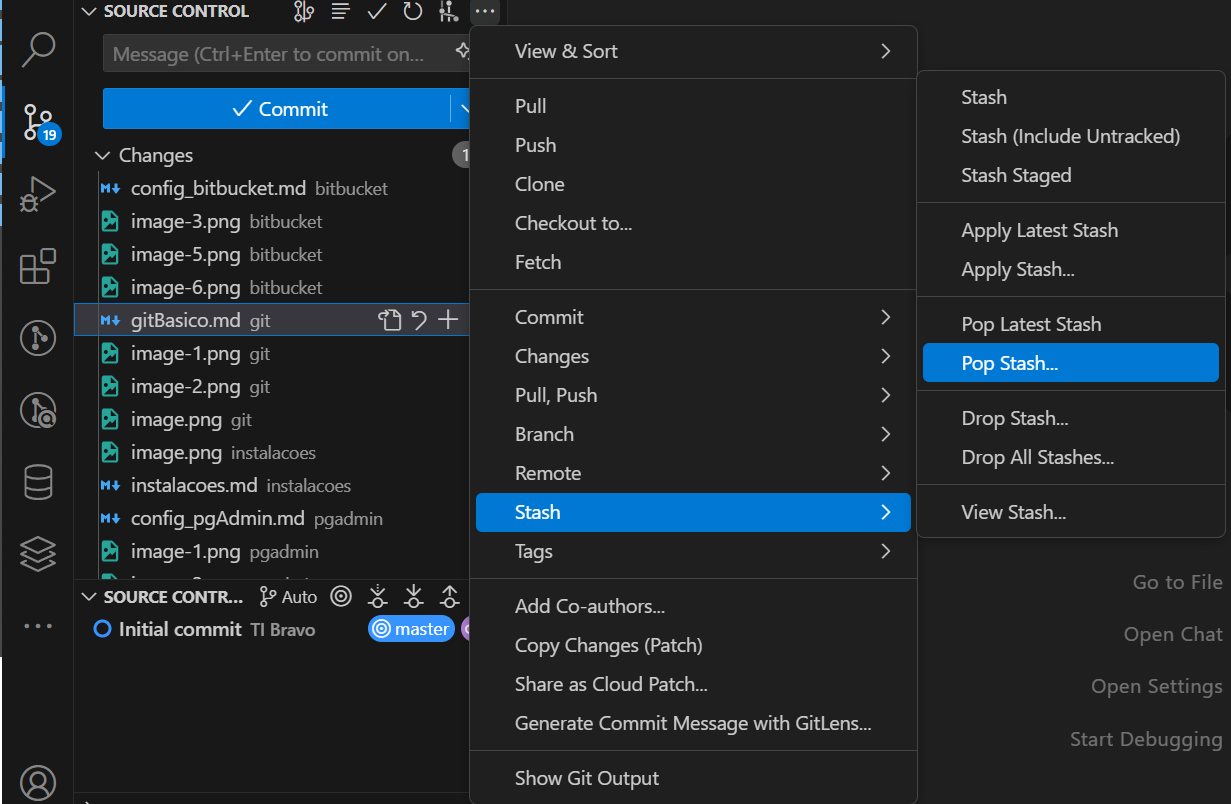 SOURCE CONTROL
Message (Ctrl+Enter to commit on...
Commit
19
Changes
1
config_bitbucket.md bitbucket
image-3.png bitbucket
image-5.png bitbucket
image-6.png bitbucket
gitBasico.md git
image-1.png git
image-2.png git
image.png git
image.png instalacoes
instalacoes.md instalacoes
config_pgAdmin.md pgadmin
image-1.png pgadmin
SOURCE CONTR... Auto
Initial commit TI Bravo master
View & Sort
Pull
Push
Clone
Checkout to...
Fetch
Commit
Changes
Pull, Push
Branch
Remote
Stash
Tags
Add Co-authors...
Copy Changes (Patch)
Share as Cloud Patch...
Generate Commit Message with GitLens...
Show Git Output
Stash
Stash (Include Untracked)
Stash Staged
Apply Latest Stash
Apply Stash...
Pop Latest Stash
Pop Stash...
Drop Stash...
Drop All Stashes...
View Stash...
Go to File
Open Chat
Open Settings
Start Debugging